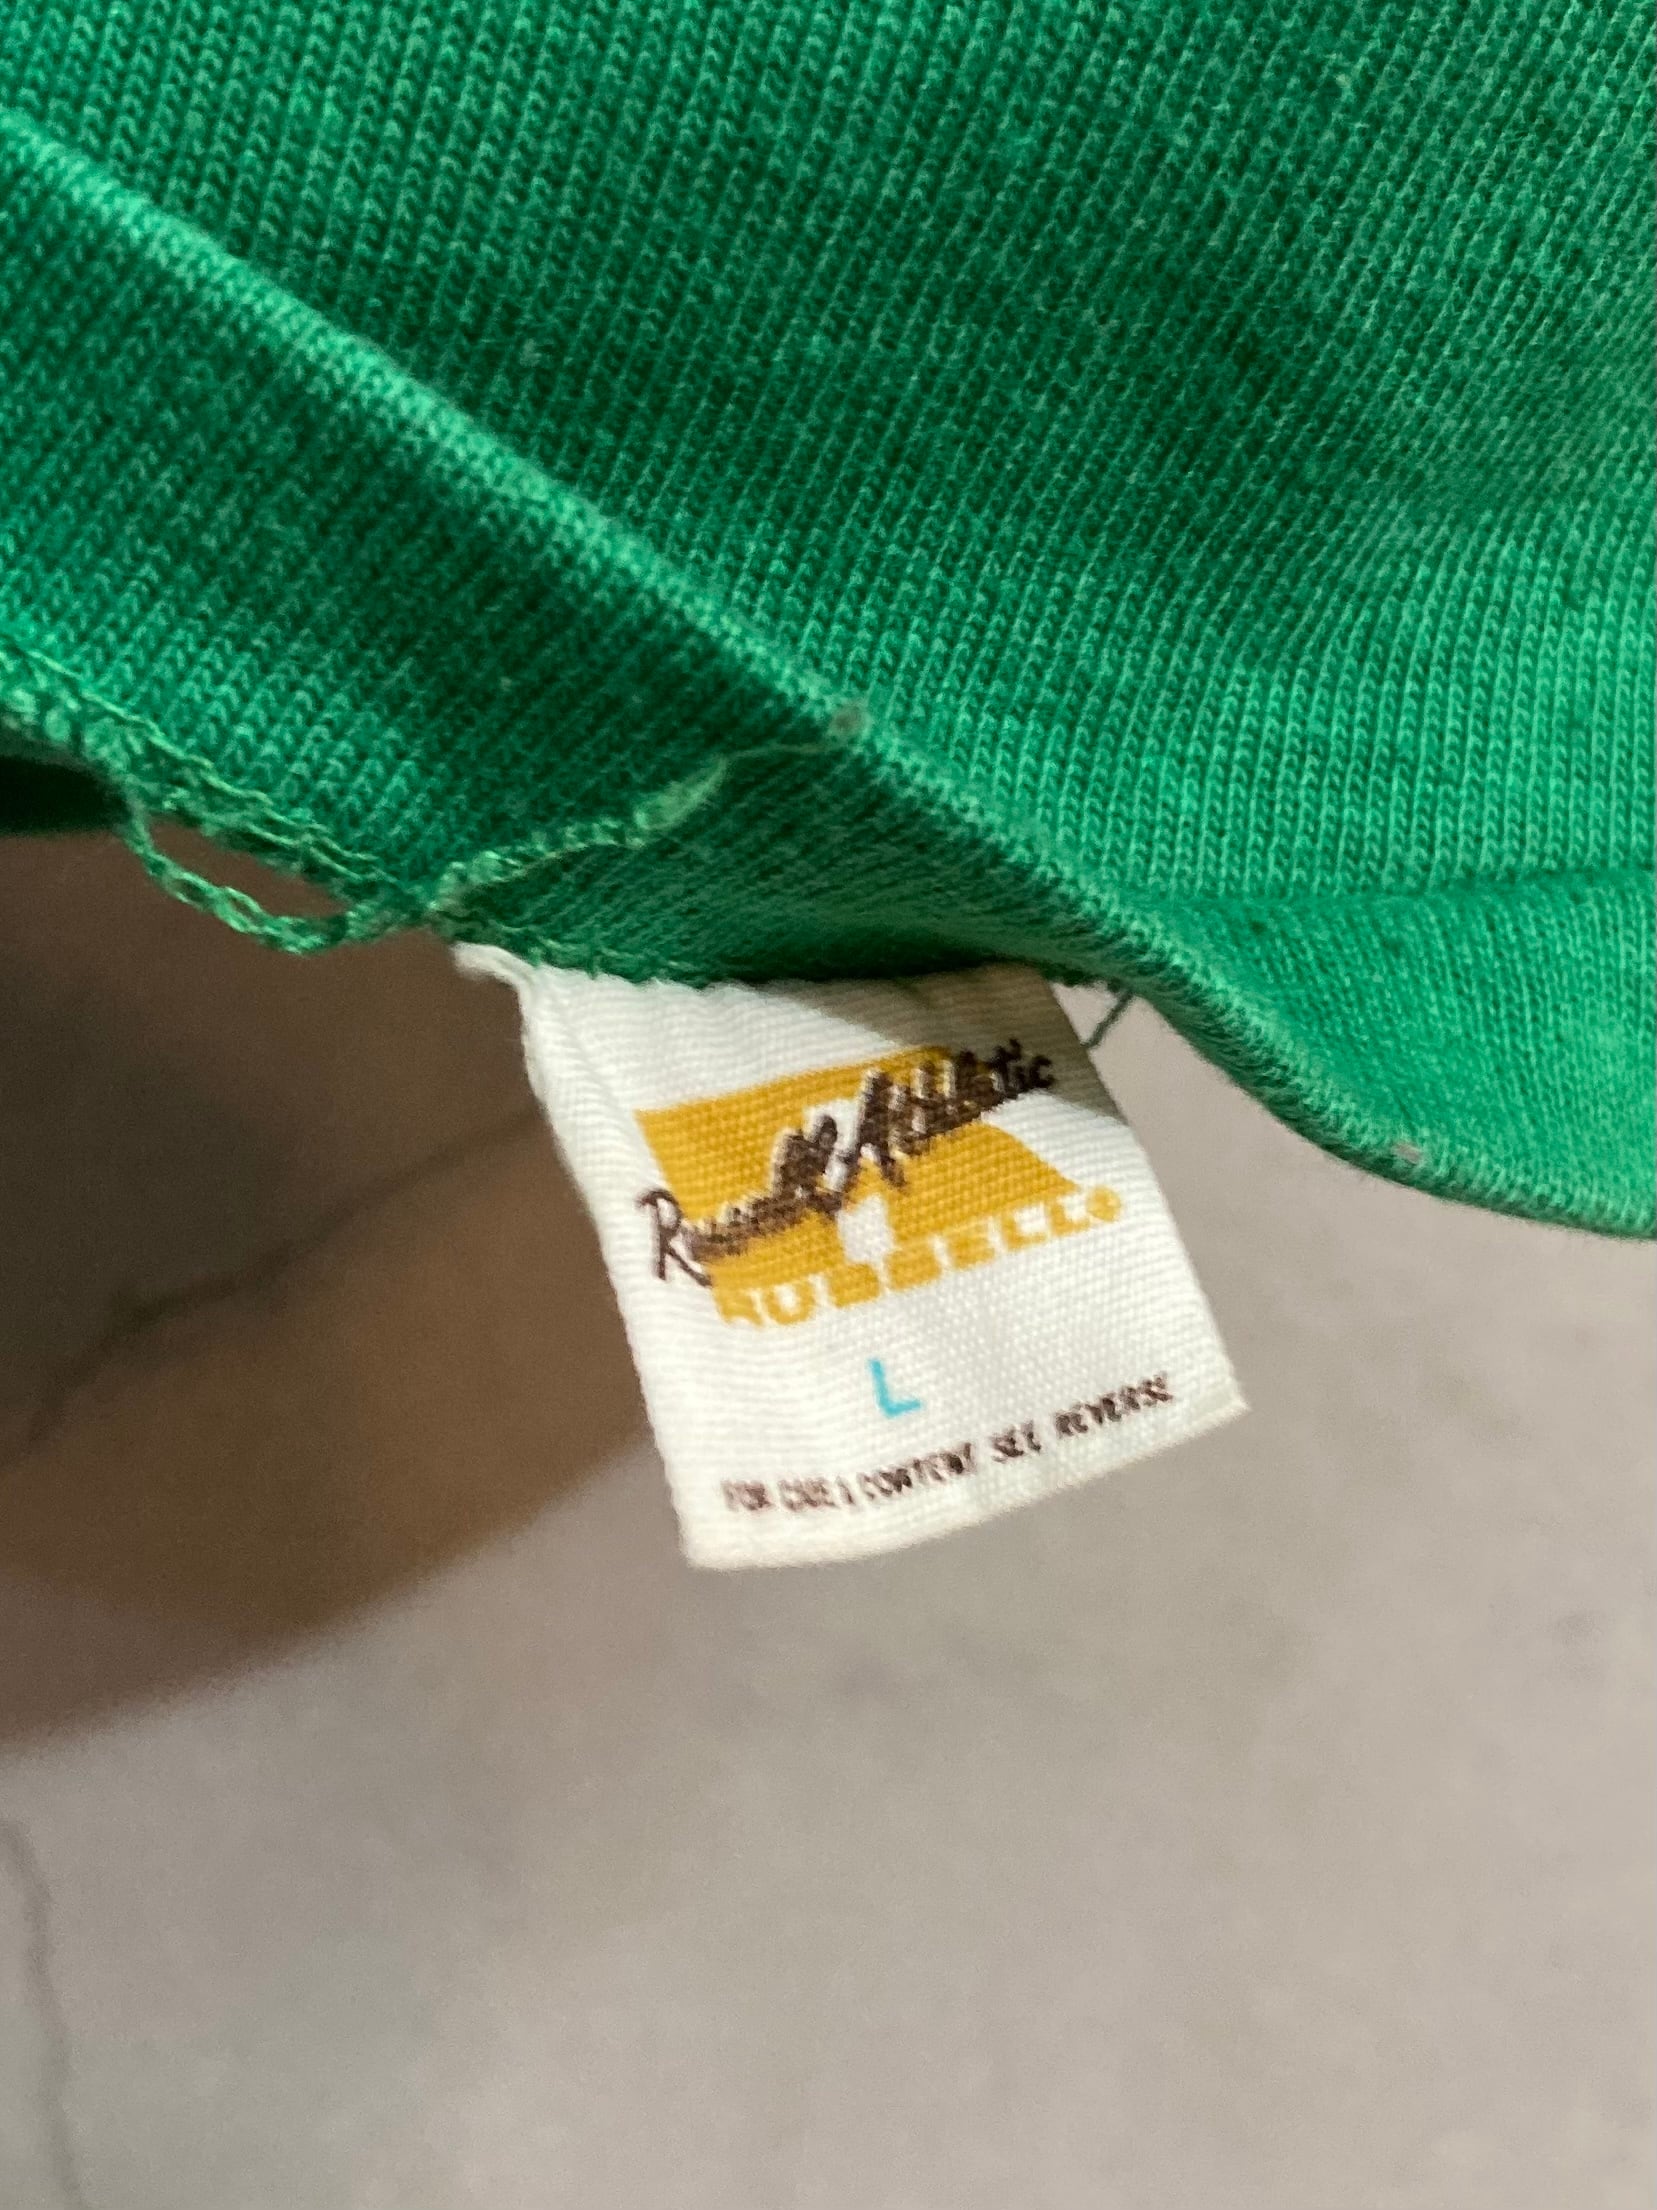 Russell Athletic
RUSSELL
L
FOR CARE & CONTENT SEE REVERSE